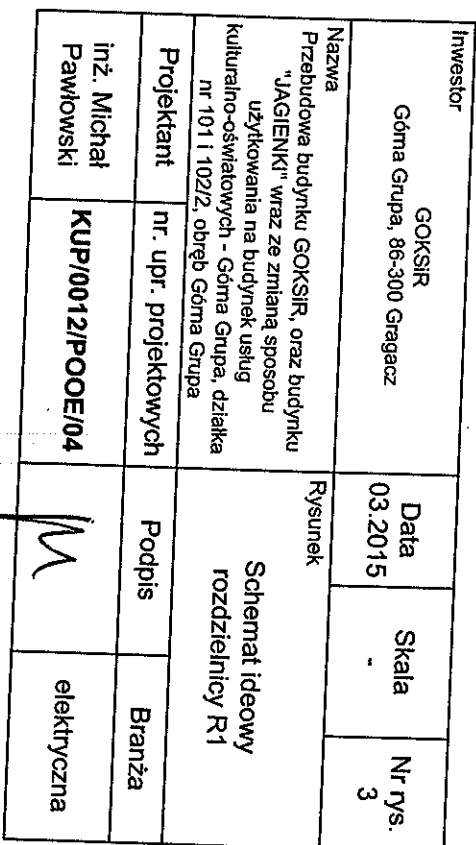 Inwestor
GOKSiR
Górna Grupa, 86-300 Gragacz
Data
03.2015
Skala
-
Nr rys.
3
Nazwa
Przebudowa budynku GOKSiR, oraz budynku
"JAGIENKI" wraz ze zmianą sposobu
użytkowania na budynek usług
kulturalno-oświatowych - Górna Grupa, działka
nr 101 i 102/2, obręb Górna Grupa
Rysunek
Schemat ideowy
rozdzielnicy R1
Projektant
nr. upr. projektowych
Podpis
Branża
inż. Michał
Pawłowski
KUP/0012/POOE/04
elektryczna